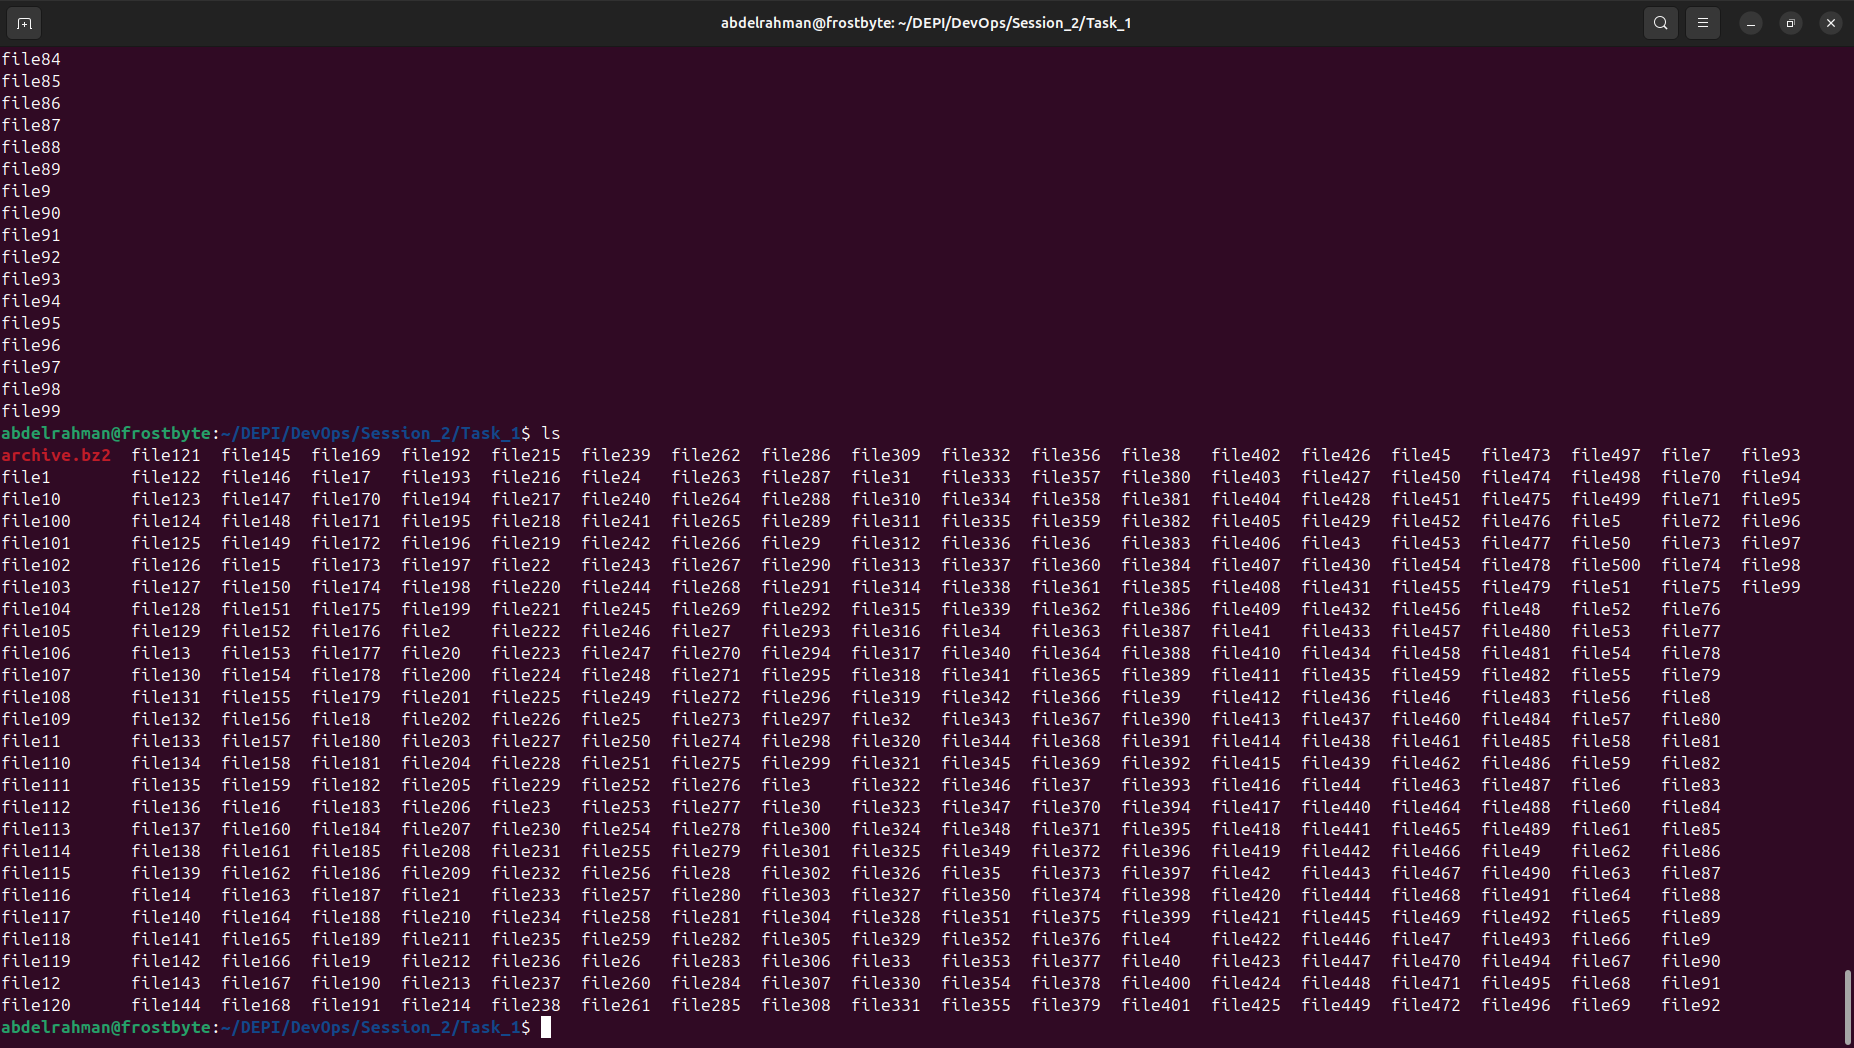 abdelrahman@frostbyte: ~/DEPI/DevOps/Session_2/Task_1
file84
file85
file86
file87
file88
file89
file9
file90
file91
file92
file93
file94
file95
file96
file97
file98
file99
abdelrahman@frostbyte:~/DEPI/DevOps/Session_2/Task_1$ ls
archive.bz2 file121 file145 file169 file192 file215 file239 file262 file286 file309 file332 file356 file38 file402 file426 file45 file473 file497 file7 file93
file1 file122 file146 file17 file193 file216 file24 file263 file287 file31 file333 file357 file380 file403 file427 file450 file474 file498 file70 file94
file10 file123 file147 file170 file194 file217 file240 file264 file288 file310 file334 file358 file381 file404 file428 file451 file475 file499 file71 file95
file100 file124 file148 file171 file195 file218 file241 file265 file289 file311 file335 file359 file382 file405 file429 file452 file476 file5 file72 file96
file101 file125 file149 file172 file196 file219 file242 file266 file29 file312 file336 file36 file383 file406 file43 file453 file477 file50 file73 file97
file102 file126 file15 file173 file197 file22 file243 file267 file290 file313 file337 file360 file384 file407 file430 file454 file478 file500 file74 file98
file103 file127 file150 file174 file198 file220 file244 file268 file291 file314 file338 file361 file385 file408 file431 file455 file479 file51 file75 file99
file104 file128 file151 file175 file199 file221 file245 file269 file292 file315 file339 file362 file386 file409 file432 file456 file48 file52 file76
file105 file129 file152 file176 file2 file222 file246 file27 file293 file316 file34 file363 file387 file41 file433 file457 file480 file53 file77
file106 file13 file153 file177 file20 file223 file247 file270 file294 file317 file340 file364 file388 file410 file434 file458 file481 file54 file78
file107 file130 file154 file178 file200 file224 file248 file271 file295 file318 file341 file365 file389 file411 file435 file459 file482 file55 file79
file108 file131 file155 file179 file201 file225 file249 file272 file296 file319 file342 file366 file39 file412 file436 file46 file483 file56 file8
file109 file132 file156 file18 file202 file226 file25 file273 file297 file32 file343 file367 file390 file413 file437 file460 file484 file57 file80
file11 file133 file157 file180 file203 file227 file250 file274 file298 file320 file344 file368 file391 file414 file438 file461 file485 file58 file81
file110 file134 file158 file181 file204 file228 file251 file275 file299 file321 file345 file369 file392 file415 file439 file462 file486 file59 file82
file111 file135 file159 file182 file205 file229 file252 file276 file3 file322 file346 file37 file393 file416 file44 file463 file487 file6 file83
file112 file136 file16 file183 file206 file23 file253 file277 file30 file323 file347 file370 file394 file417 file440 file464 file488 file60 file84
file113 file137 file160 file184 file207 file230 file254 file278 file300 file324 file348 file371 file395 file418 file441 file465 file489 file61 file85
file114 file138 file161 file185 file208 file231 file255 file279 file301 file325 file349 file372 file396 file419 file442 file466 file49 file62 file86
file115 file139 file162 file186 file209 file232 file256 file28 file302 file326 file35 file373 file397 file42 file443 file467 file490 file63 file87
file116 file14 file163 file187 file21 file233 file257 file280 file303 file327 file350 file374 file398 file420 file444 file468 file491 file64 file88
file117 file140 file164 file188 file210 file234 file258 file281 file304 file328 file351 file375 file399 file421 file445 file469 file492 file65 file89
file118 file141 file165 file189 file211 file235 file259 file282 file305 file329 file352 file376 file4 file422 file446 file47 file493 file66 file9
file119 file142 file166 file19 file212 file236 file26 file283 file306 file33 file353 file377 file40 file423 file447 file470 file494 file67 file90
file12 file143 file167 file190 file213 file237 file260 file284 file307 file330 file354 file378 file400 file424 file448 file471 file495 file68 file91
file120 file144 file168 file191 file214 file238 file261 file285 file308 file331 file355 file379 file401 file425 file449 file472 file496 file69 file92
abdelrahman@frostbyte:~/DEPI/DevOps/Session_2/Task_1$